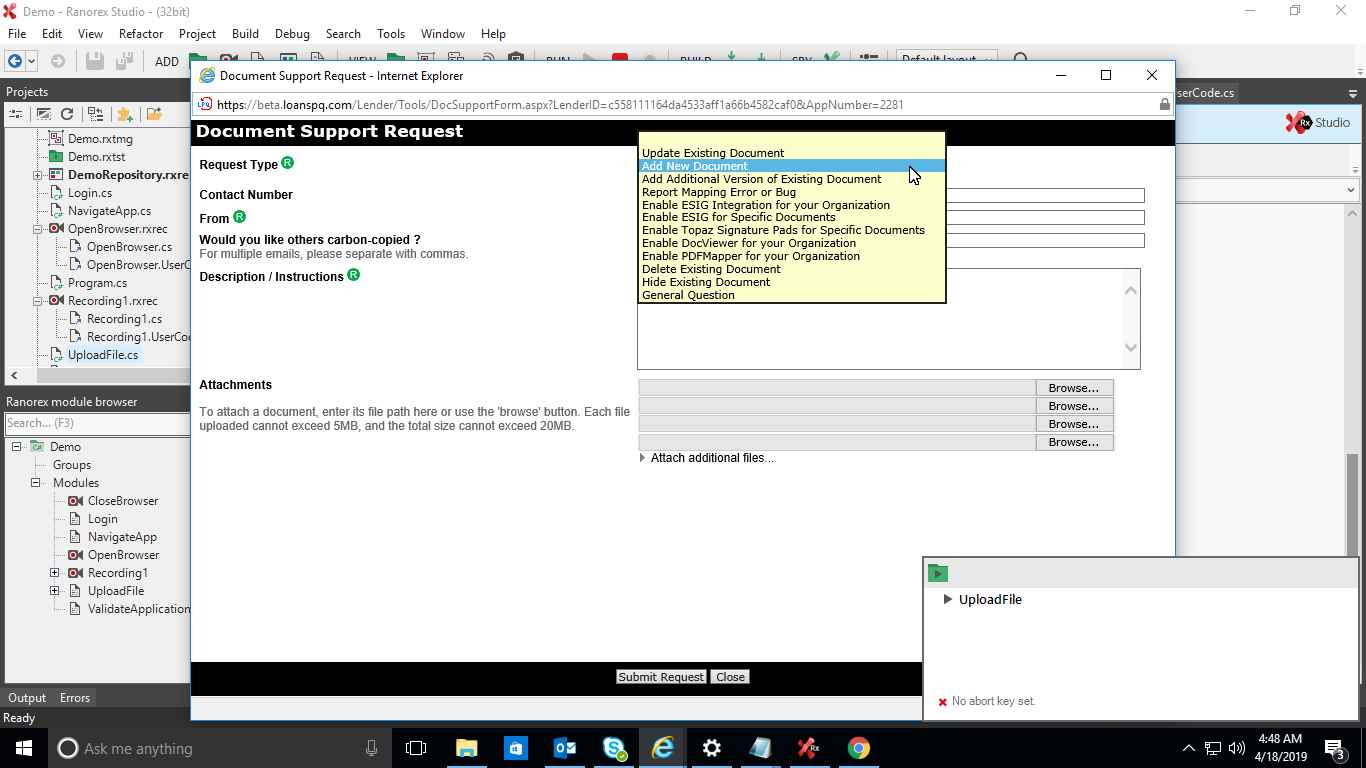 Demo - Ranorex Studio - (32bit)
File Edit View Refactor Project Build Debug Search Tools Window Help
ADD
Default layout
Projects
Demo.rxtmg
Demo.rxtst
DemoRepository.rxre
Login.cs
NavigateApp.cs
OpenBrowser.rxrec
OpenBrowser.cs
OpenBrowser.UserC
Program.cs
Recording1.rxrec
Recording1.cs
Recording1.UserCo
UploadFile.cs
Ranorex module browser
Search... (F3)
Demo
Groups
Modules
CloseBrowser
Login
NavigateApp
OpenBrowser
Recording1
UploadFile
ValidateApplication
Output Errors
Ready
serCode.cs
Rx Studio
Document Support Request - Internet Explorer
https://beta.loanspq.com/Lender/Tools/DocSupportForm.aspx?LenderID=c558111164da4533aff1a66b4582caf0&AppNumber=2281
Document Support Request
Request Type R
Contact Number
From R
Would you like others carbon-copied ?
For multiple emails, please separate with commas.
Description / Instructions R
Update Existing Document
Add New Document
Add Additional Version of Existing Document
Report Mapping Error or Bug
Enable ESIG Integration for your Organization
Enable ESIG for Specific Documents
Enable Topaz Signature Pads for Specific Documents
Enable DocViewer for your Organization
Enable PDFMapper for your Organization
Delete Existing Document
Hide Existing Document
General Question
Attachments
To attach a document, enter its file path here or use the 'browse' button. Each file
uploaded cannot exceed 5MB, and the total size cannot exceed 20MB.
Browse...
Browse...
Browse...
Browse...
Attach additional files...
Submit Request Close
UploadFile
No abort key set.
Ask me anything
4:48 AM
4/18/2019
3